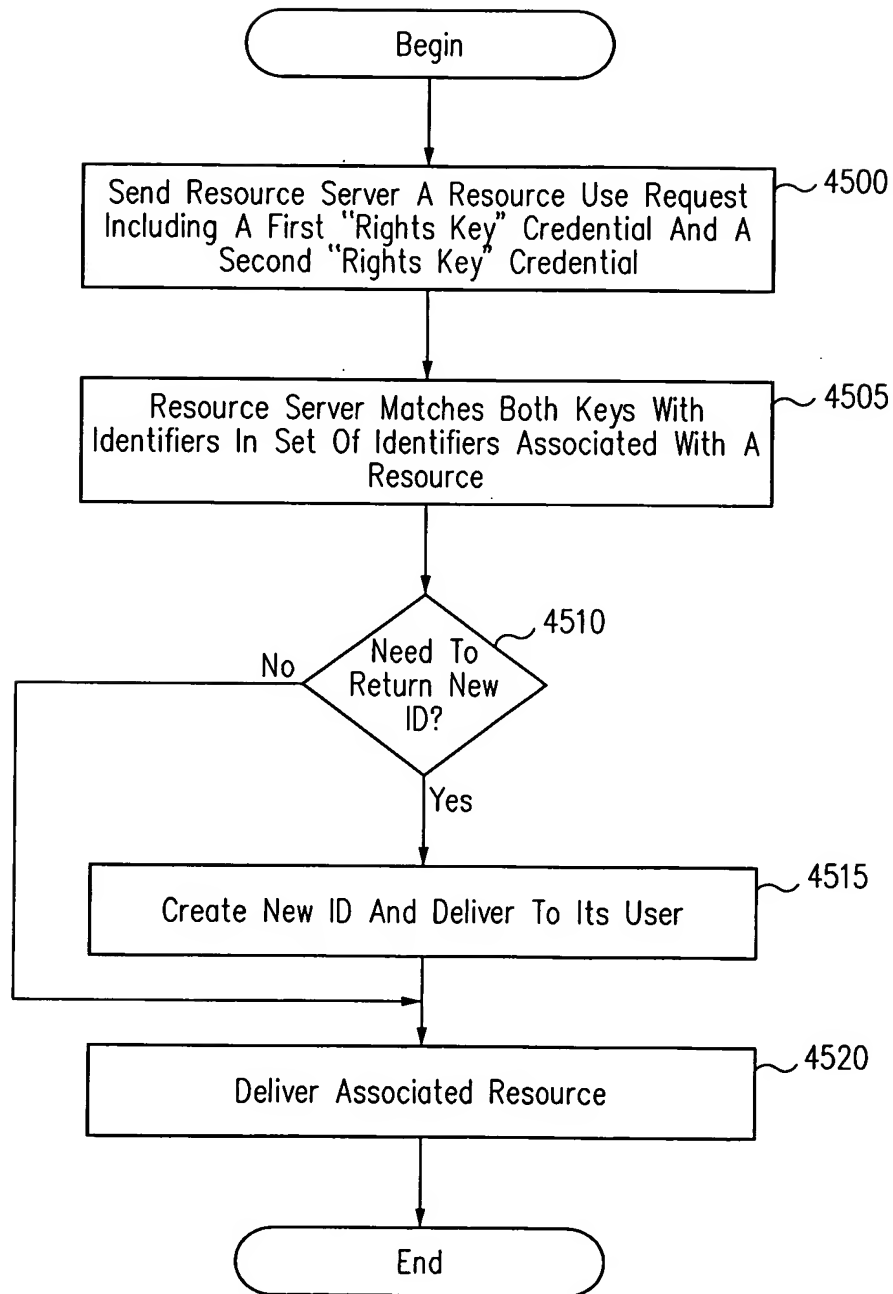 Begin
Send Resource Server A Resource Use Request
Including A First "Rights Key" Credential And A
Second "Rights Key" Credential
4500
Resource Server Matches Both Keys With
Identifiers In Set Of Identifiers Associated With A
Resource
4505
Need To
Return New
ID?
4510
No
Yes
Create New ID And Deliver To Its User
4515
Deliver Associated Resource
4520
End